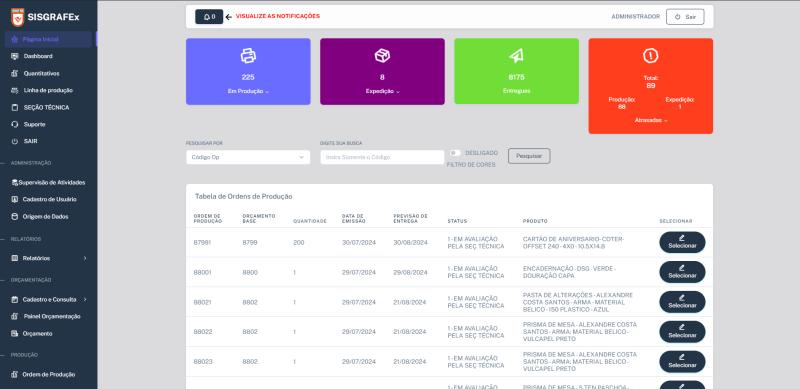 SISGRAFEx
Página Inicial
Dashboard
Quantitativos
Linha de produção
SEÇÃO TÉCNICA
Suporte
SAIR
ADMINISTRAÇÃO
Supervisão de Atividades
Cadastro de Usuário
Origem de Dados
RELATÓRIOS
Relatórios
ORÇAMENTAÇÃO
Cadastro e Consulta
Painel Orçamentação
Orçamento
PRODUÇÃO
Ordem de Produção
0 VISUALIZE AS NOTIFICAÇÕES
ADMINISTRADOR Sair
225
Em Produção
8
Expedição
8175
Entregues
Total:
89
Produção: Expedição:
88 1
Atrasadas
PESQUISAR POR
Código Op
DIGITE SUA BUSCA
Insira Somente o Código
DESLIGADO
FILTRO DE CORES
Pesquisar
Tabela de Ordens de Produção
ORDEM DE PRODUÇÃO ORÇAMENTO BASE QUANTIDADE DATA DE EMISSÃO PREVISÃO DE ENTREGA STATUS PRODUTO SELECIONAR
87991 8799 200 30/07/2024 30/08/2024 1 - EM AVALIAÇÃO PELA SEÇ TÉCNICA CARTÃO DE ANIVERSARIO-COTER- OFFSET 240 - 4X0 - 10.5X14.8 Selecionar
88001 8800 1 29/07/2024 29/08/2024 1 - EM AVALIAÇÃO PELA SEÇ TÉCNICA ENCADERNAÇÃO - DSG - VERDE - DOURAÇÃO CAPA Selecionar
88021 8802 1 29/07/2024 21/08/2024 1 - EM AVALIAÇÃO PELA SEÇ TÉCNICA PASTA DE ALTERAÇÕES - ALEXANDRE COSTA SANTOS - ARMA - MATERIAL BELICO - 150 PLASTICO - AZUL Selecionar
88022 8802 1 29/07/2024 21/08/2024 1 - EM AVALIAÇÃO PELA SEÇ TÉCNICA PRISMA DE MESA - ALEXANDRE COSTA SANTOS - ARMA: MATERIAL BELICO - VULCAPEL PRETO Selecionar
88023 8802 1 29/07/2024 21/08/2024 1 - EM AVALIAÇÃO PELA SEÇ TÉCNICA PRISMA DE MESA - ALEXANDRE COSTA SANTOS - ARMA: MATERIAL BELICO - VULCAPEL PRETO Selecionar
PRISMA DE MESA - S TEN PASCHOA -